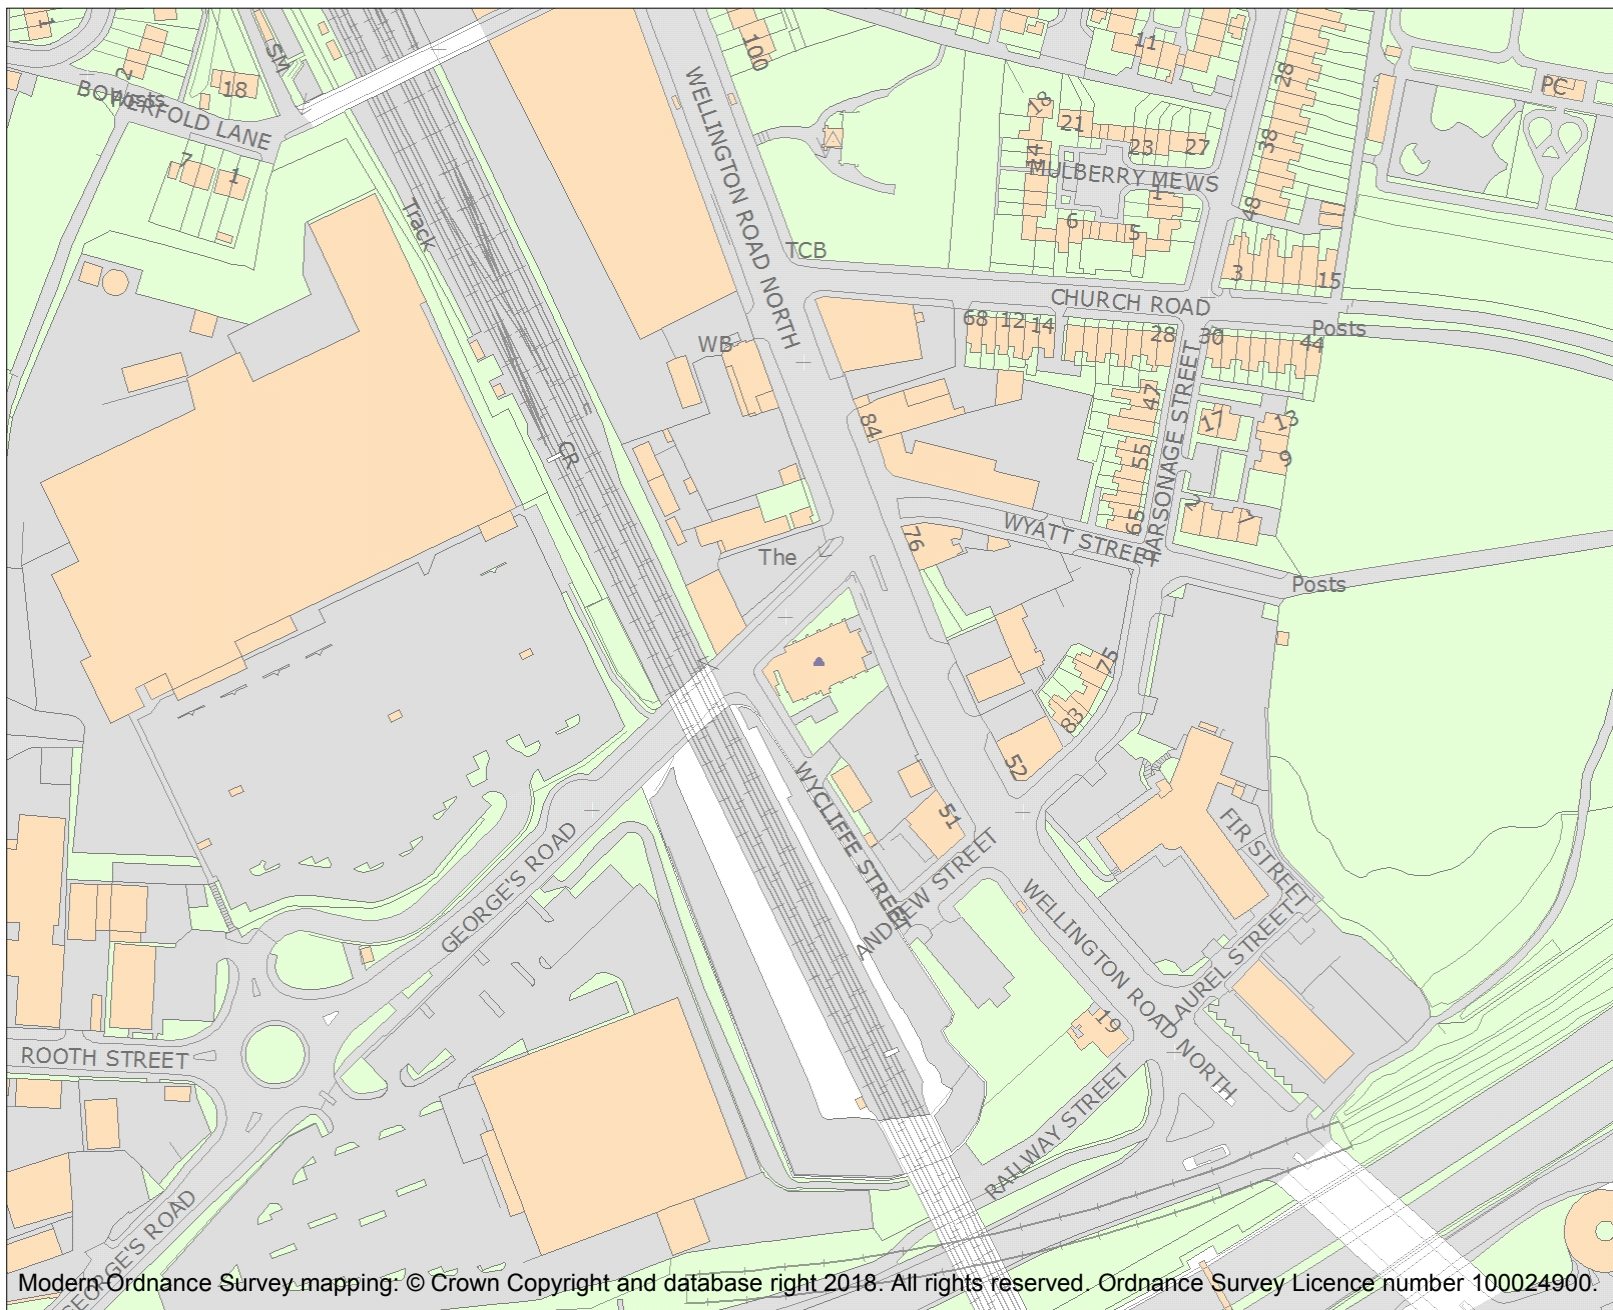 1
SM
100
11
28
PC
2
Posts
18
BOWERFOLD LANE
WELLINGTON ROAD NORTH
18
21
23
27
38
7
1
14
MULBERRY MEWS
1
48
Track
6
5
TCB
3
15
CHURCH ROAD
68
12
14
28
30
Posts
44
WB
47
PARSONAGE STREET
84
17
13
CR
55
9
2
7
65
WYATT STREET
76
The
Posts
75
83
52
WYCLIFFE STREET
51
FIR STREET
GEORGE'S ROAD
ANDREW STREET
WELLINGTON ROAD NORTH
LAUREL STREET
19
ROOTH STREET
RAILWAY STREET
GEORGE'S ROAD
Modern Ordnance Survey mapping: © Crown Copyright and database right 2018. All rights reserved. Ordnance Survey Licence number 100024900.